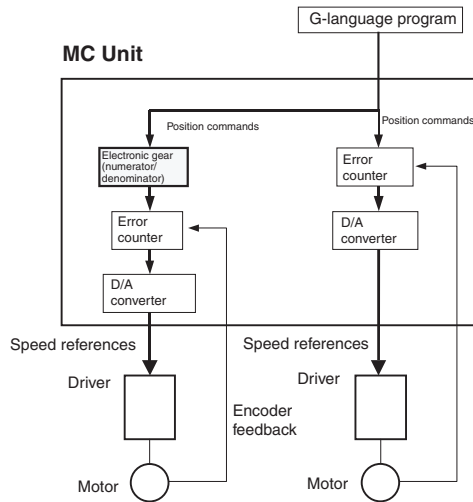 G-language program
MC Unit
Position commands
Position commands
Electronic gear
(numerator/
denominator)
Error
counter
Error
counter
D/A
converter
D/A
converter
Speed references
Speed references
Driver
Driver
Encoder
feedback
Motor
Motor